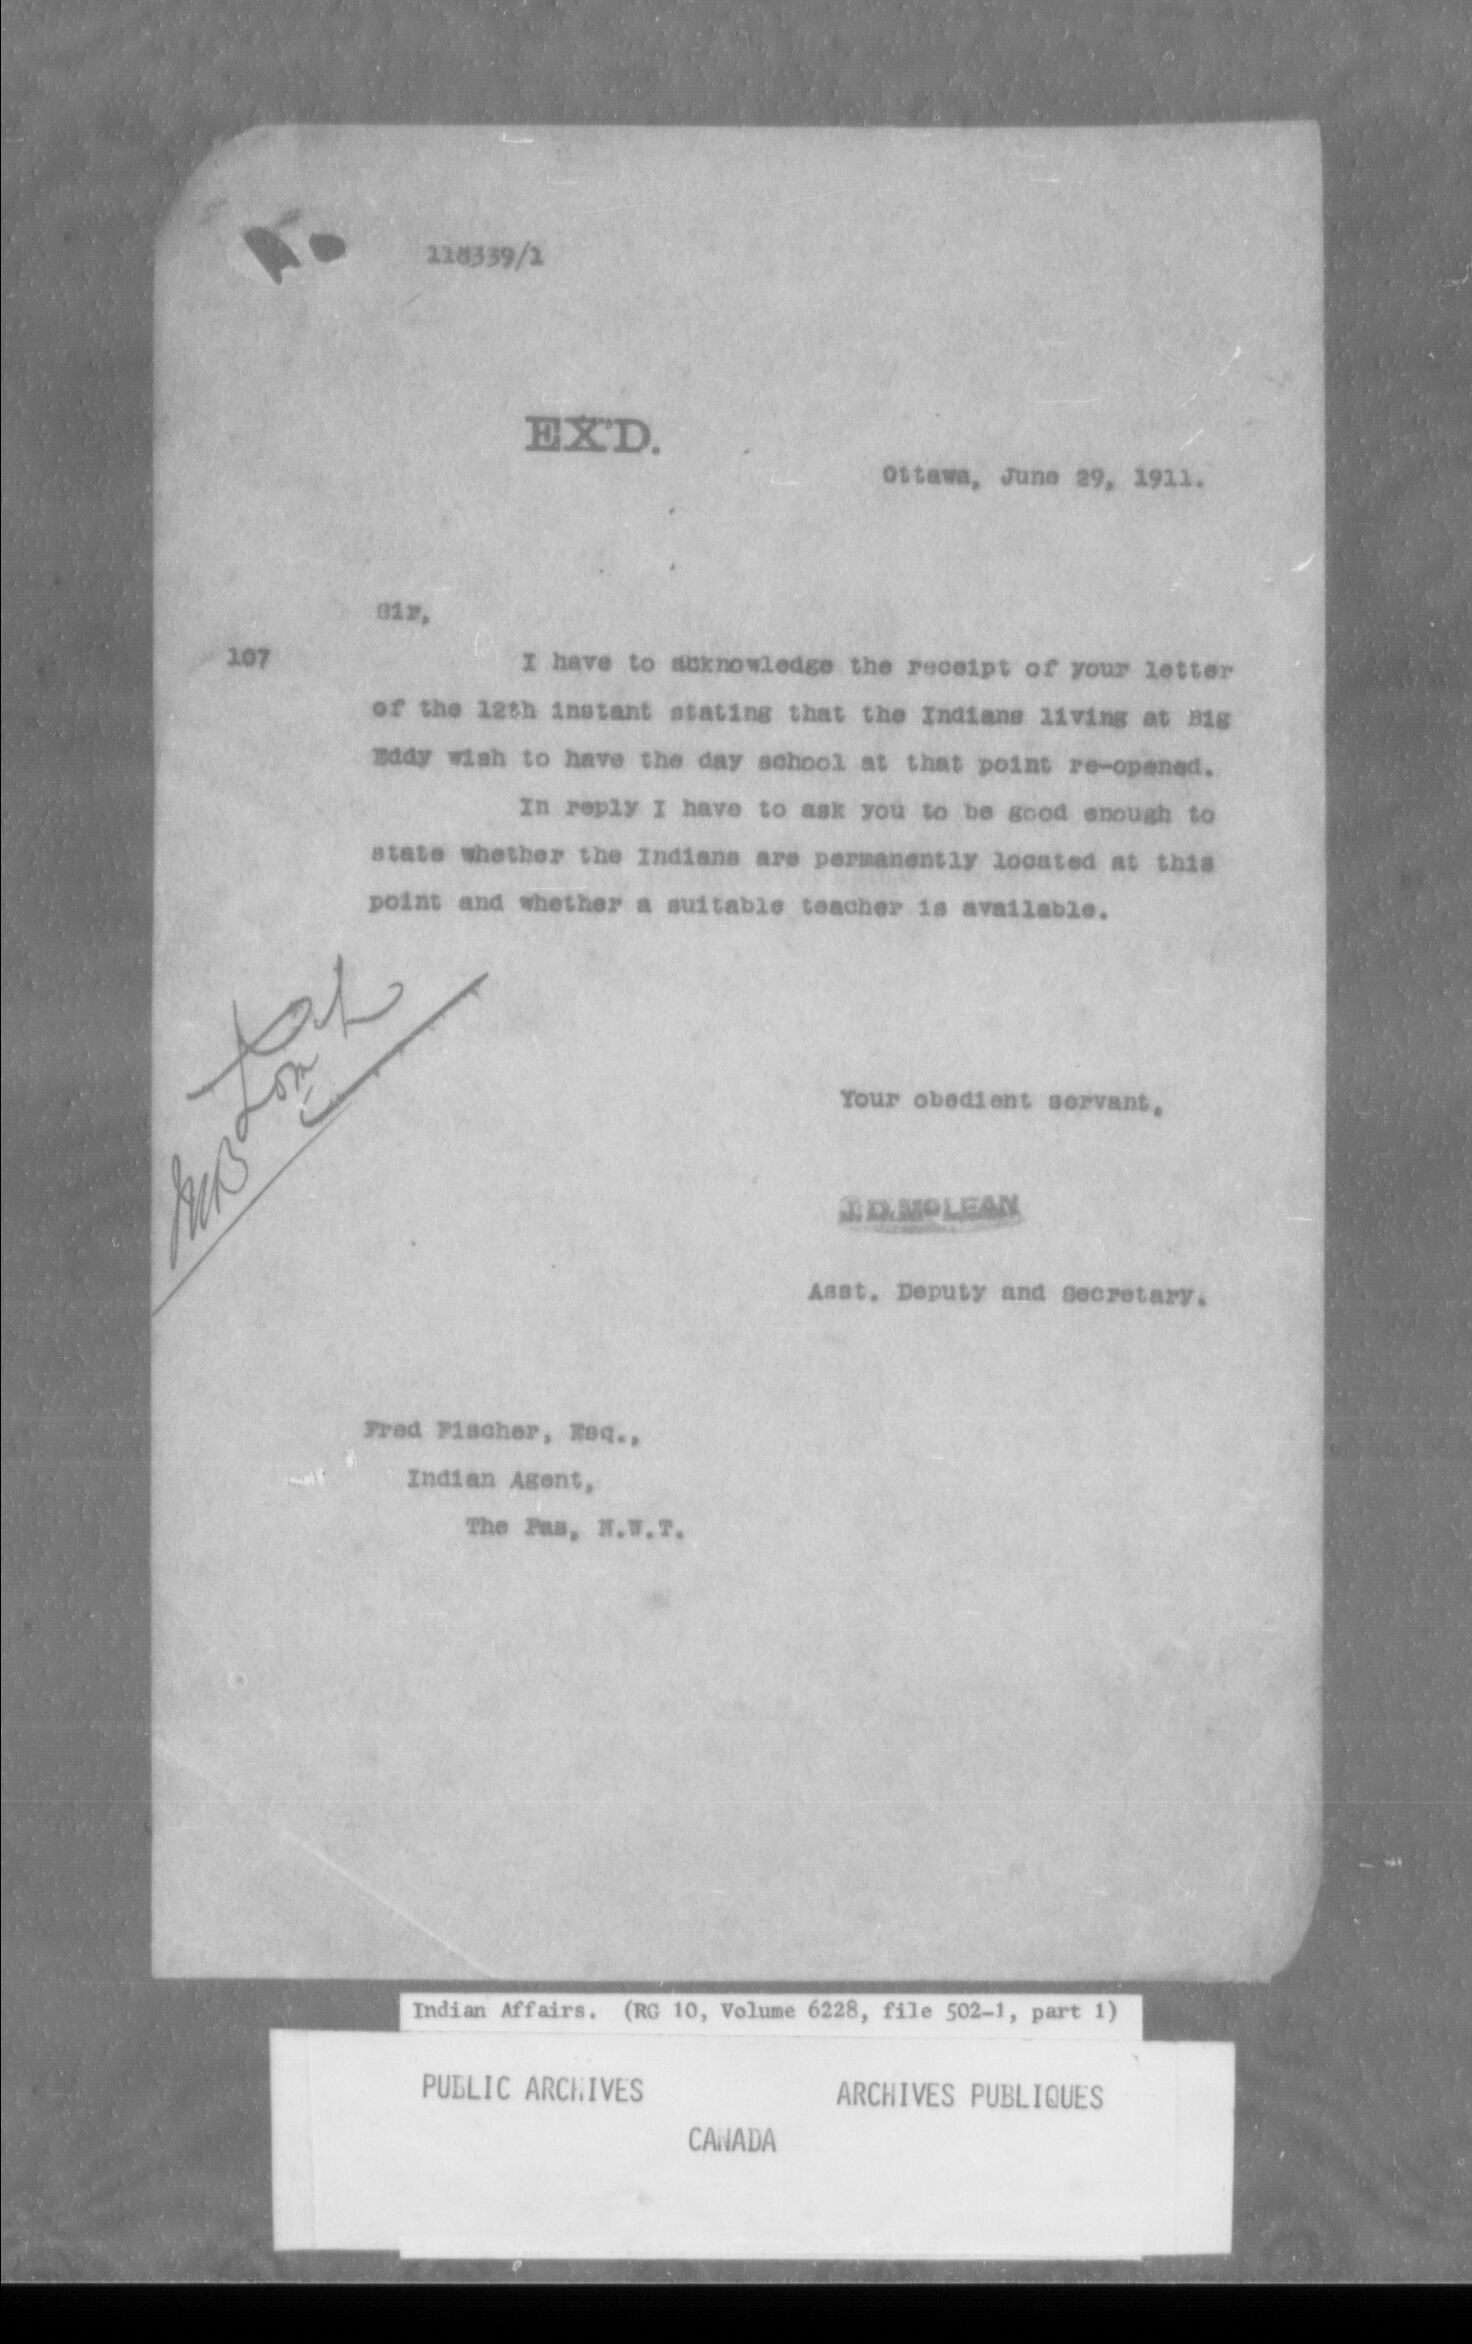 118339/1
EX'D.
Ottawa, June 29, 1911.
Sir,
107
I have to acknowledge the receipt of your letter
of the 12th instant stating that the Indians living at Big
Eddy wish to have the day school at that point re-opened.
In reply I have to ask you to be good enough to
state whether the Indians are permanently located at this
point and whether a suitable teacher is available.
Your obedient servant,
J. D. McLEAN
Asst. Deputy and Secretary.
Fred Fischer, Esq.,
Indian Agent,
The Pas, N.W.T.
Indian Affairs. (RG 10, Volume 6228, file 502-1, part 1)
PUBLIC ARCHIVES
ARCHIVES PUBLIQUES
CANADA